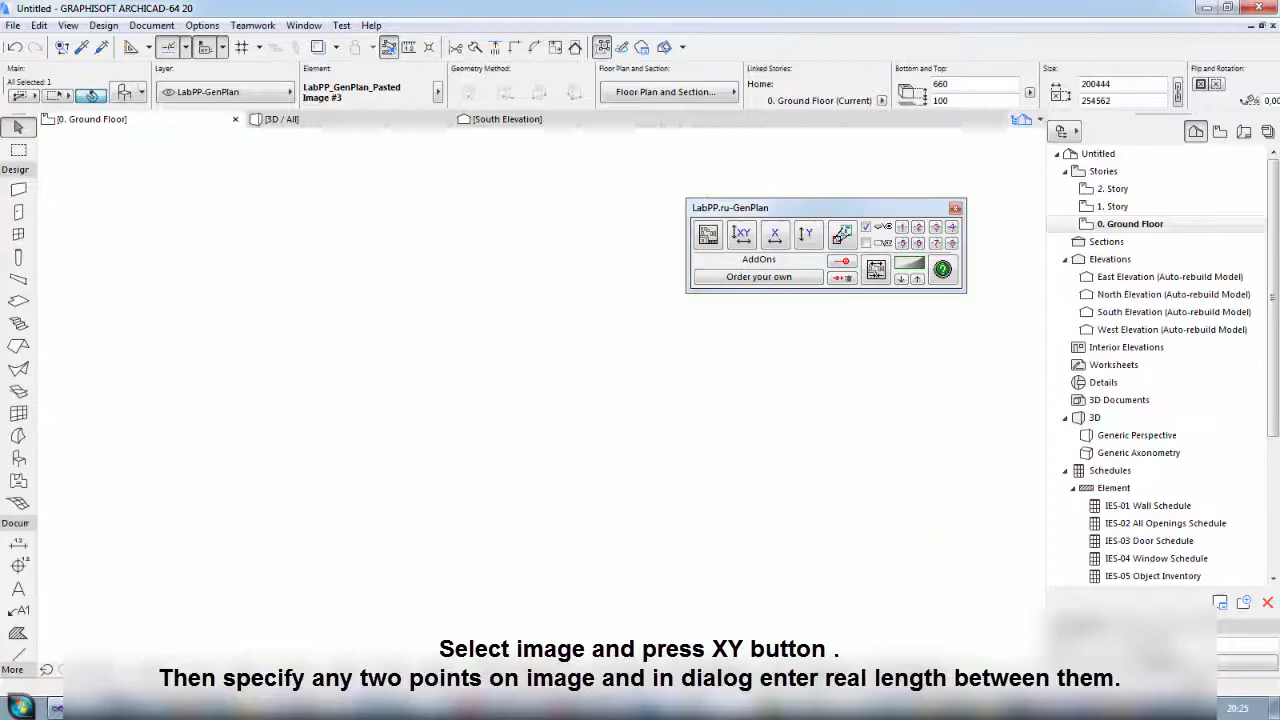 Untitled - GRAPHISOFT ARCHICAD-64 20
File Edit View Design Document Options Teamwork Window Test Help
Main:
All Selected: 1
Layer:
LabPP-GenPlan
Element:
LabPP_GenPlan_Pasted
Image #3
Geometry Method:
Floor Plan and Section:
Floor Plan and Section...
Linked Stories:
Home:
0. Ground Floor (Current)
Bottom and Top:
660
100
Size:
200444
254562
Flip and Rotation:
0,00
[0. Ground Floor]
[3D / All]
[South Elevation]
Design
Docum
More
LabPP.ru-GenPlan
XY
X
Y
AddOns
Order your own
Untitled
Stories
2. Story
1. Story
0. Ground Floor
Sections
Elevations
East Elevation (Auto-rebuild Model)
North Elevation (Auto-rebuild Model)
South Elevation (Auto-rebuild Model)
West Elevation (Auto-rebuild Model)
Interior Elevations
Worksheets
Details
3D Documents
3D
Generic Perspective
Generic Axonometry
Schedules
Element
IES-01 Wall Schedule
IES-02 All Openings Schedule
IES-03 Door Schedule
IES-04 Window Schedule
IES-05 Object Inventory
Select image and press XY button .
Then specify any two points on image and in dialog enter real length between them.
20:25